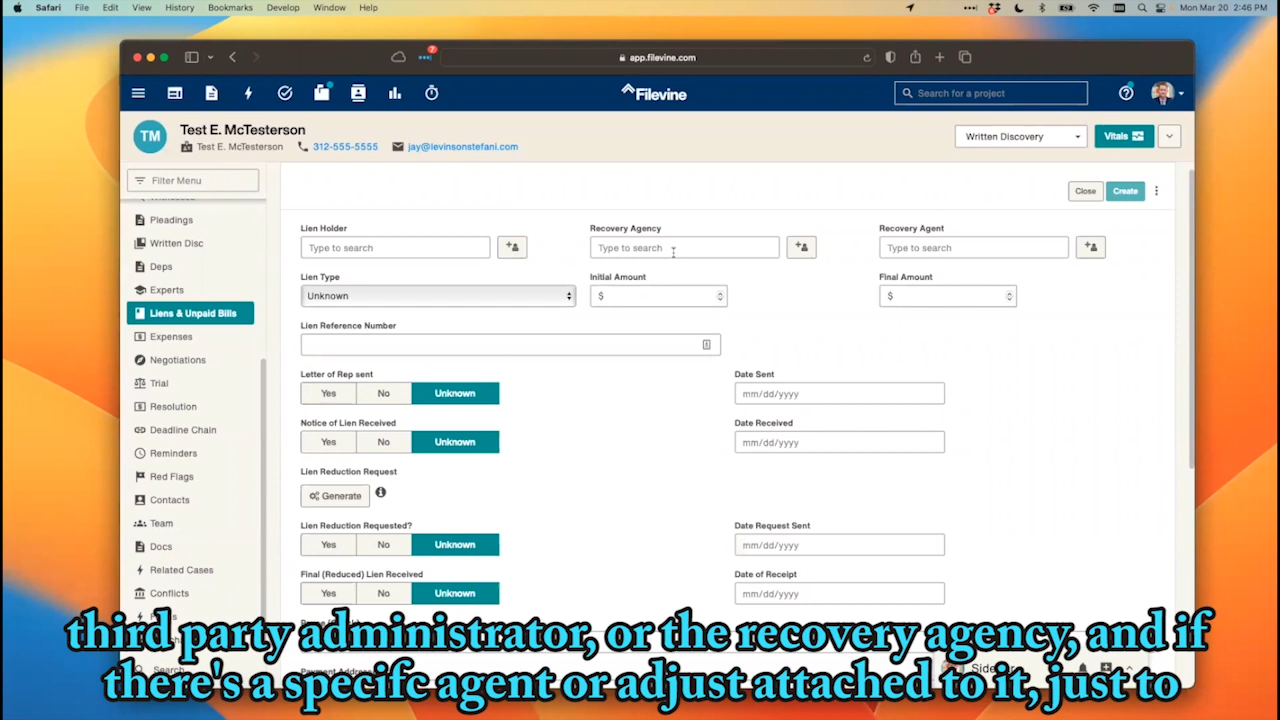 Safari File Edit View History Bookmarks Develop Window Help Mon Mar 20 2:46 PM
7
app.filevine.com
Filevine
Search for a project
TM
Test E. McTesterson
Test E. McTesterson 312-555-5555 jay@levinsonstefani.com
Written Discovery
Vitals
Filter Menu
Pleadings
Written Disc
Deps
Experts
Liens & Unpaid Bills
Expenses
Negotiations
Trial
Resolution
Deadline Chain
Reminders
Red Flags
Contacts
Team
Docs
Related Cases
Conflicts
Search
Close Create
Lien Holder Recovery Agency Recovery Agent
Type to search Type to search Type to search
Lien Type Initial Amount Final Amount
Unknown $ $
Lien Reference Number
Letter of Rep sent Date Sent
Yes No Unknown mm/dd/yyyy
Notice of Lien Received Date Received
Yes No Unknown mm/dd/yyyy
Lien Reduction Request
Generate
Lien Reduction Requested? Date Request Sent
Yes No Unknown mm/dd/yyyy
Final (Reduced) Lien Received Date of Receipt
Yes No Unknown mm/dd/yyyy
Payment Address
third party administrator, or the recovery agency, and if
there's a specifc agent or adjust attached to it, just to